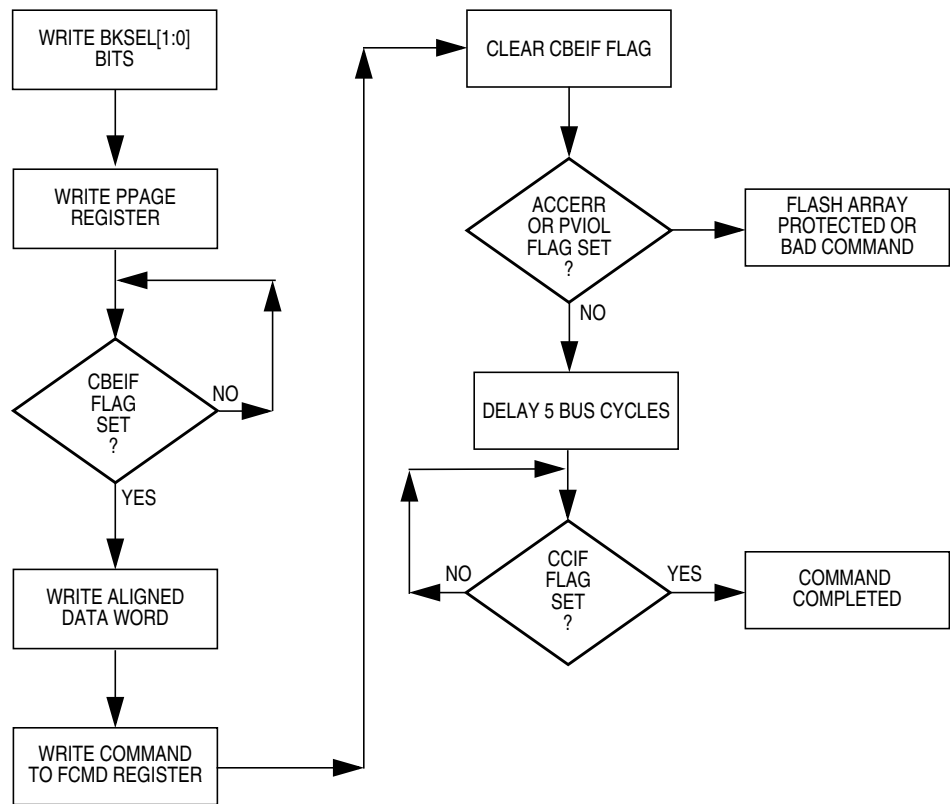 WRITE BKSEL[1:0]
BITS
WRITE PPAGE
REGISTER
CBEIF
FLAG
SET
?
NO
YES
WRITE ALIGNED
DATA WORD
WRITE COMMAND
TO FCMD REGISTER
CLEAR CBEIF FLAG
ACCERR
OR PVIOL
FLAG SET
?
FLASH ARRAY
PROTECTED OR
BAD COMMAND
NO
DELAY 5 BUS CYCLES
CCIF
FLAG
SET
?
NO
YES
COMMAND
COMPLETED